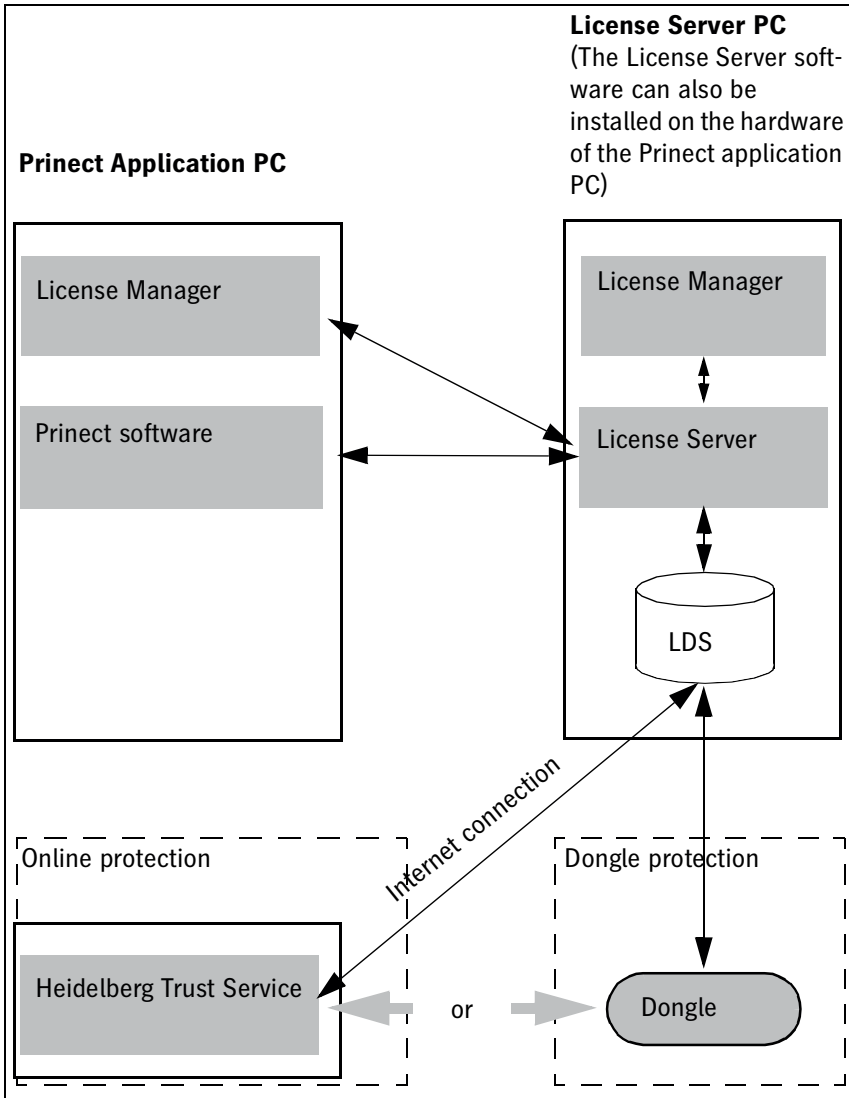 License Server PC
(The License Server soft-
ware can also be
installed on the hardware
of the Prinect application
PC)
Prinect Application PC
License Manager
License Manager
Prinect software
License Server
LDS
Internet connection
Online protection
Dongle protection
Heidelberg Trust Service
or
Dongle